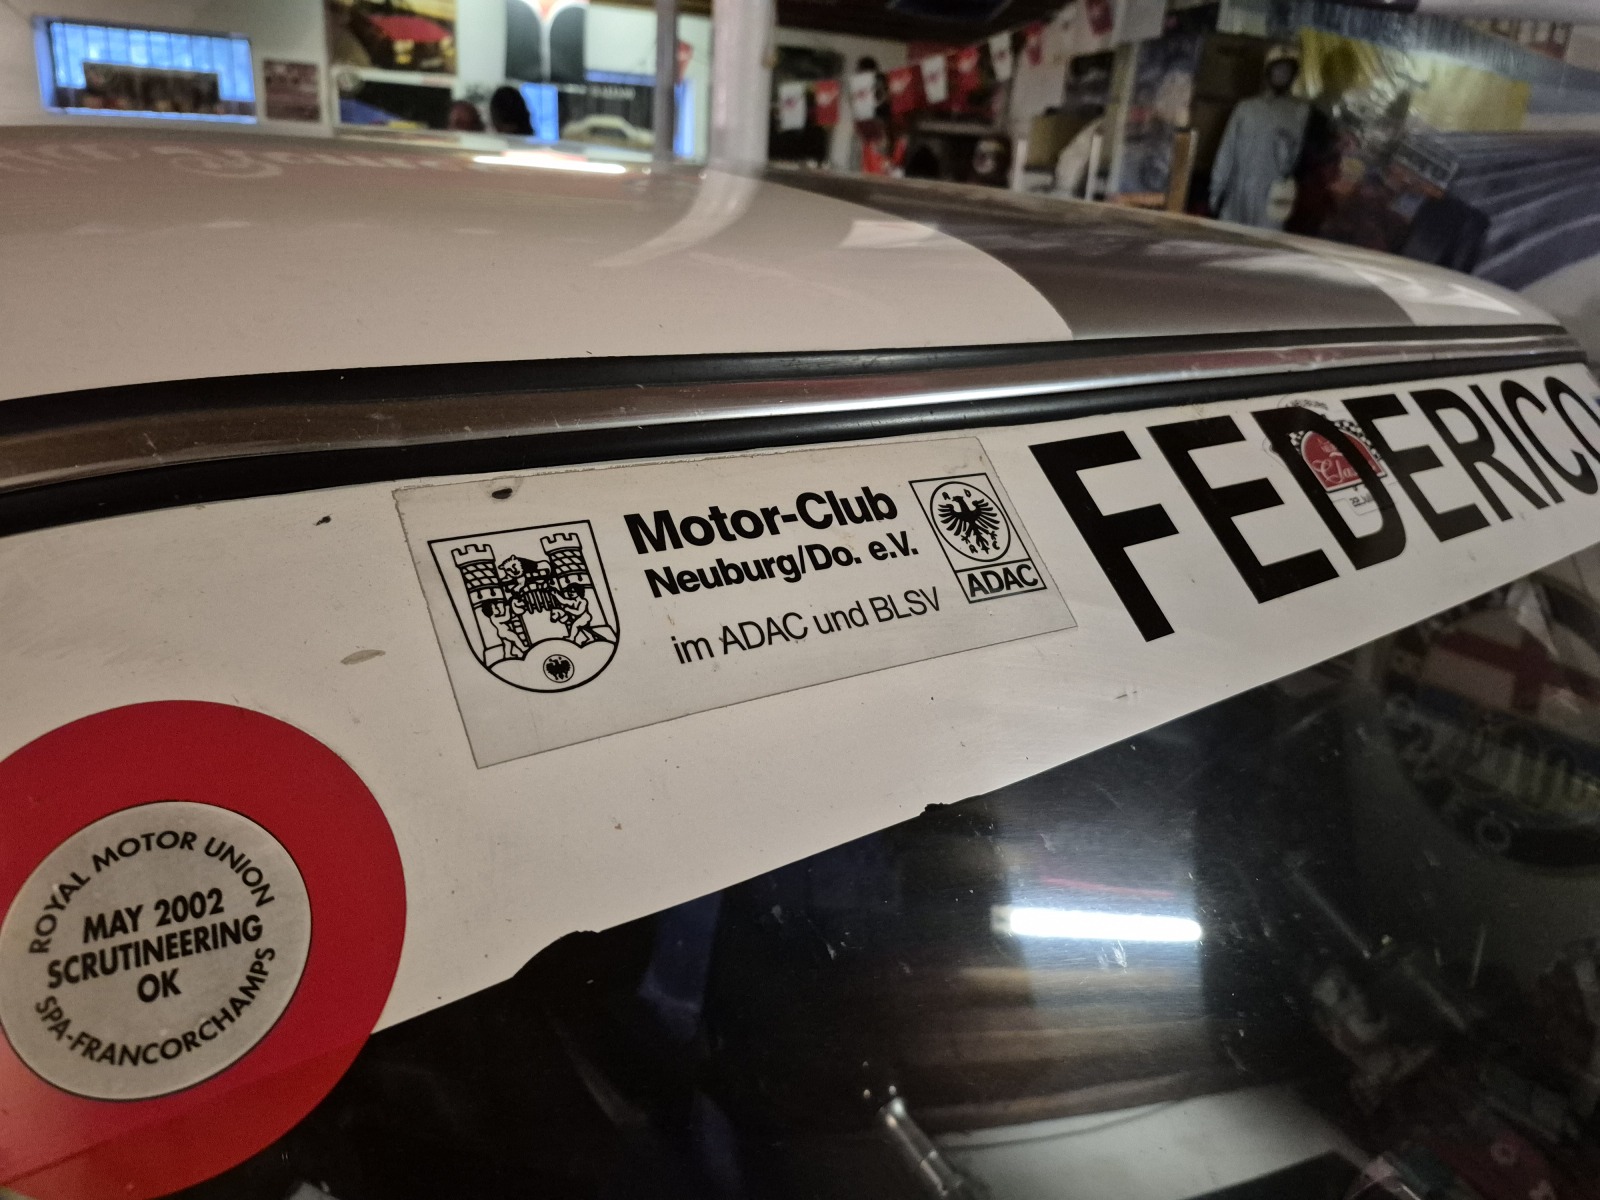 Motor-Club
Neuburg/Do. e.V.
im ADAC und BLSV
ADAC
ADAC
FEDERICO
ROYAL MOTOR UNION
MAY 2002
SCRUTINEERING
OK
SPA-FRANCORCHAMPS